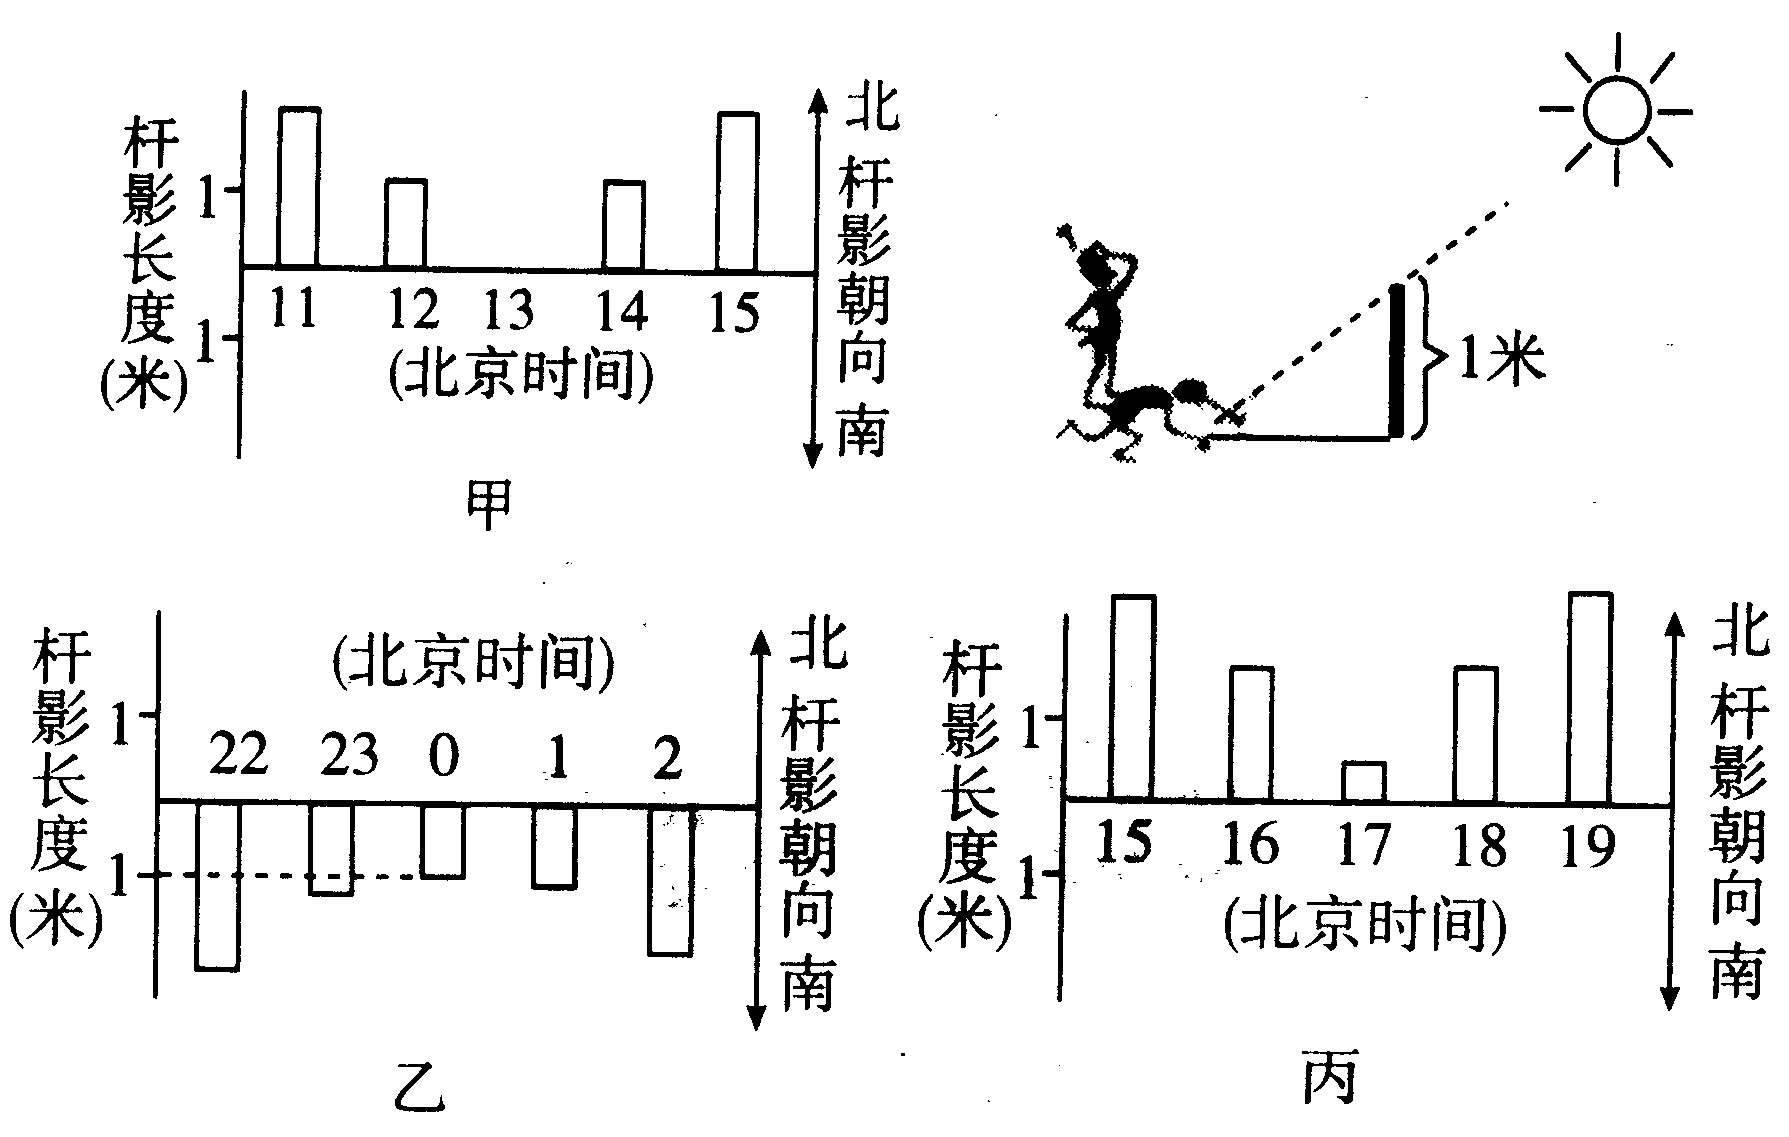 杆影长度(米)
1
1
11 12 13 14 15
(北京时间)
北
杆影朝向
南
甲
1米
杆影长度(米)
1
1
(北京时间)
22 23 0 1 2
北
杆影朝向
南
乙
杆影长度(米)
1
1
15 16 17 18 19
(北京时间)
北
杆影朝向
南
丙